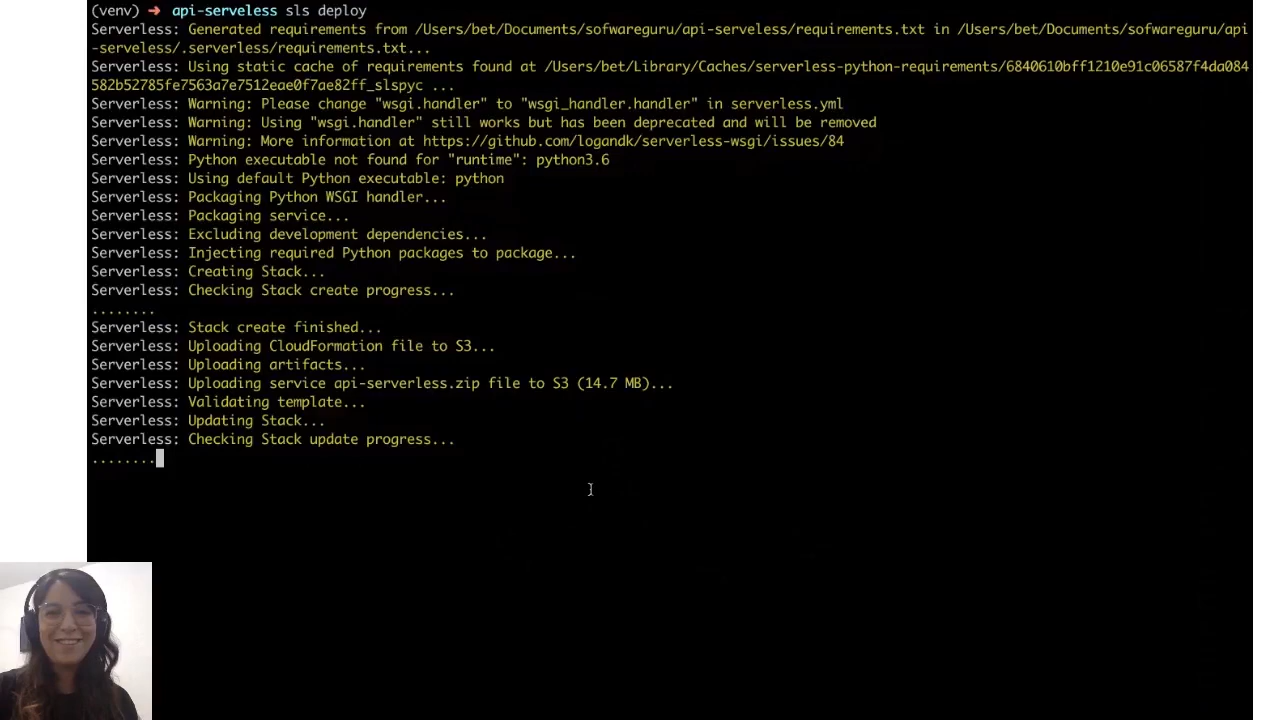 (venv) ➜ api-serveless sls deploy
Serverless: Generated requirements from /Users/bet/Documents/sofwareguru/api-serveless/requirements.txt in /Users/bet/Documents/sofwareguru/api
-serveless/.serverless/requirements.txt...
Serverless: Using static cache of requirements found at /Users/bet/Library/Caches/serverless-python-requirements/6840610bff1210e91c06587f4da084
582b52785fe7563a7e7512eae0f7ae82ff_slspyc ...
Serverless: Warning: Please change "wsgi.handler" to "wsgi_handler.handler" in serverless.yml
Serverless: Warning: Using "wsgi.handler" still works but has been deprecated and will be removed
Serverless: Warning: More information at https://github.com/logandk/serverless-wsgi/issues/84
Serverless: Python executable not found for "runtime": python3.6
Serverless: Using default Python executable: python
Serverless: Packaging Python WSGI handler...
Serverless: Packaging service...
Serverless: Excluding development dependencies...
Serverless: Injecting required Python packages to package...
Serverless: Creating Stack...
Serverless: Checking Stack create progress...
........
Serverless: Stack create finished...
Serverless: Uploading CloudFormation file to S3...
Serverless: Uploading artifacts...
Serverless: Uploading service api-serverless.zip file to S3 (14.7 MB)...
Serverless: Validating template...
Serverless: Updating Stack...
Serverless: Checking Stack update progress...
........